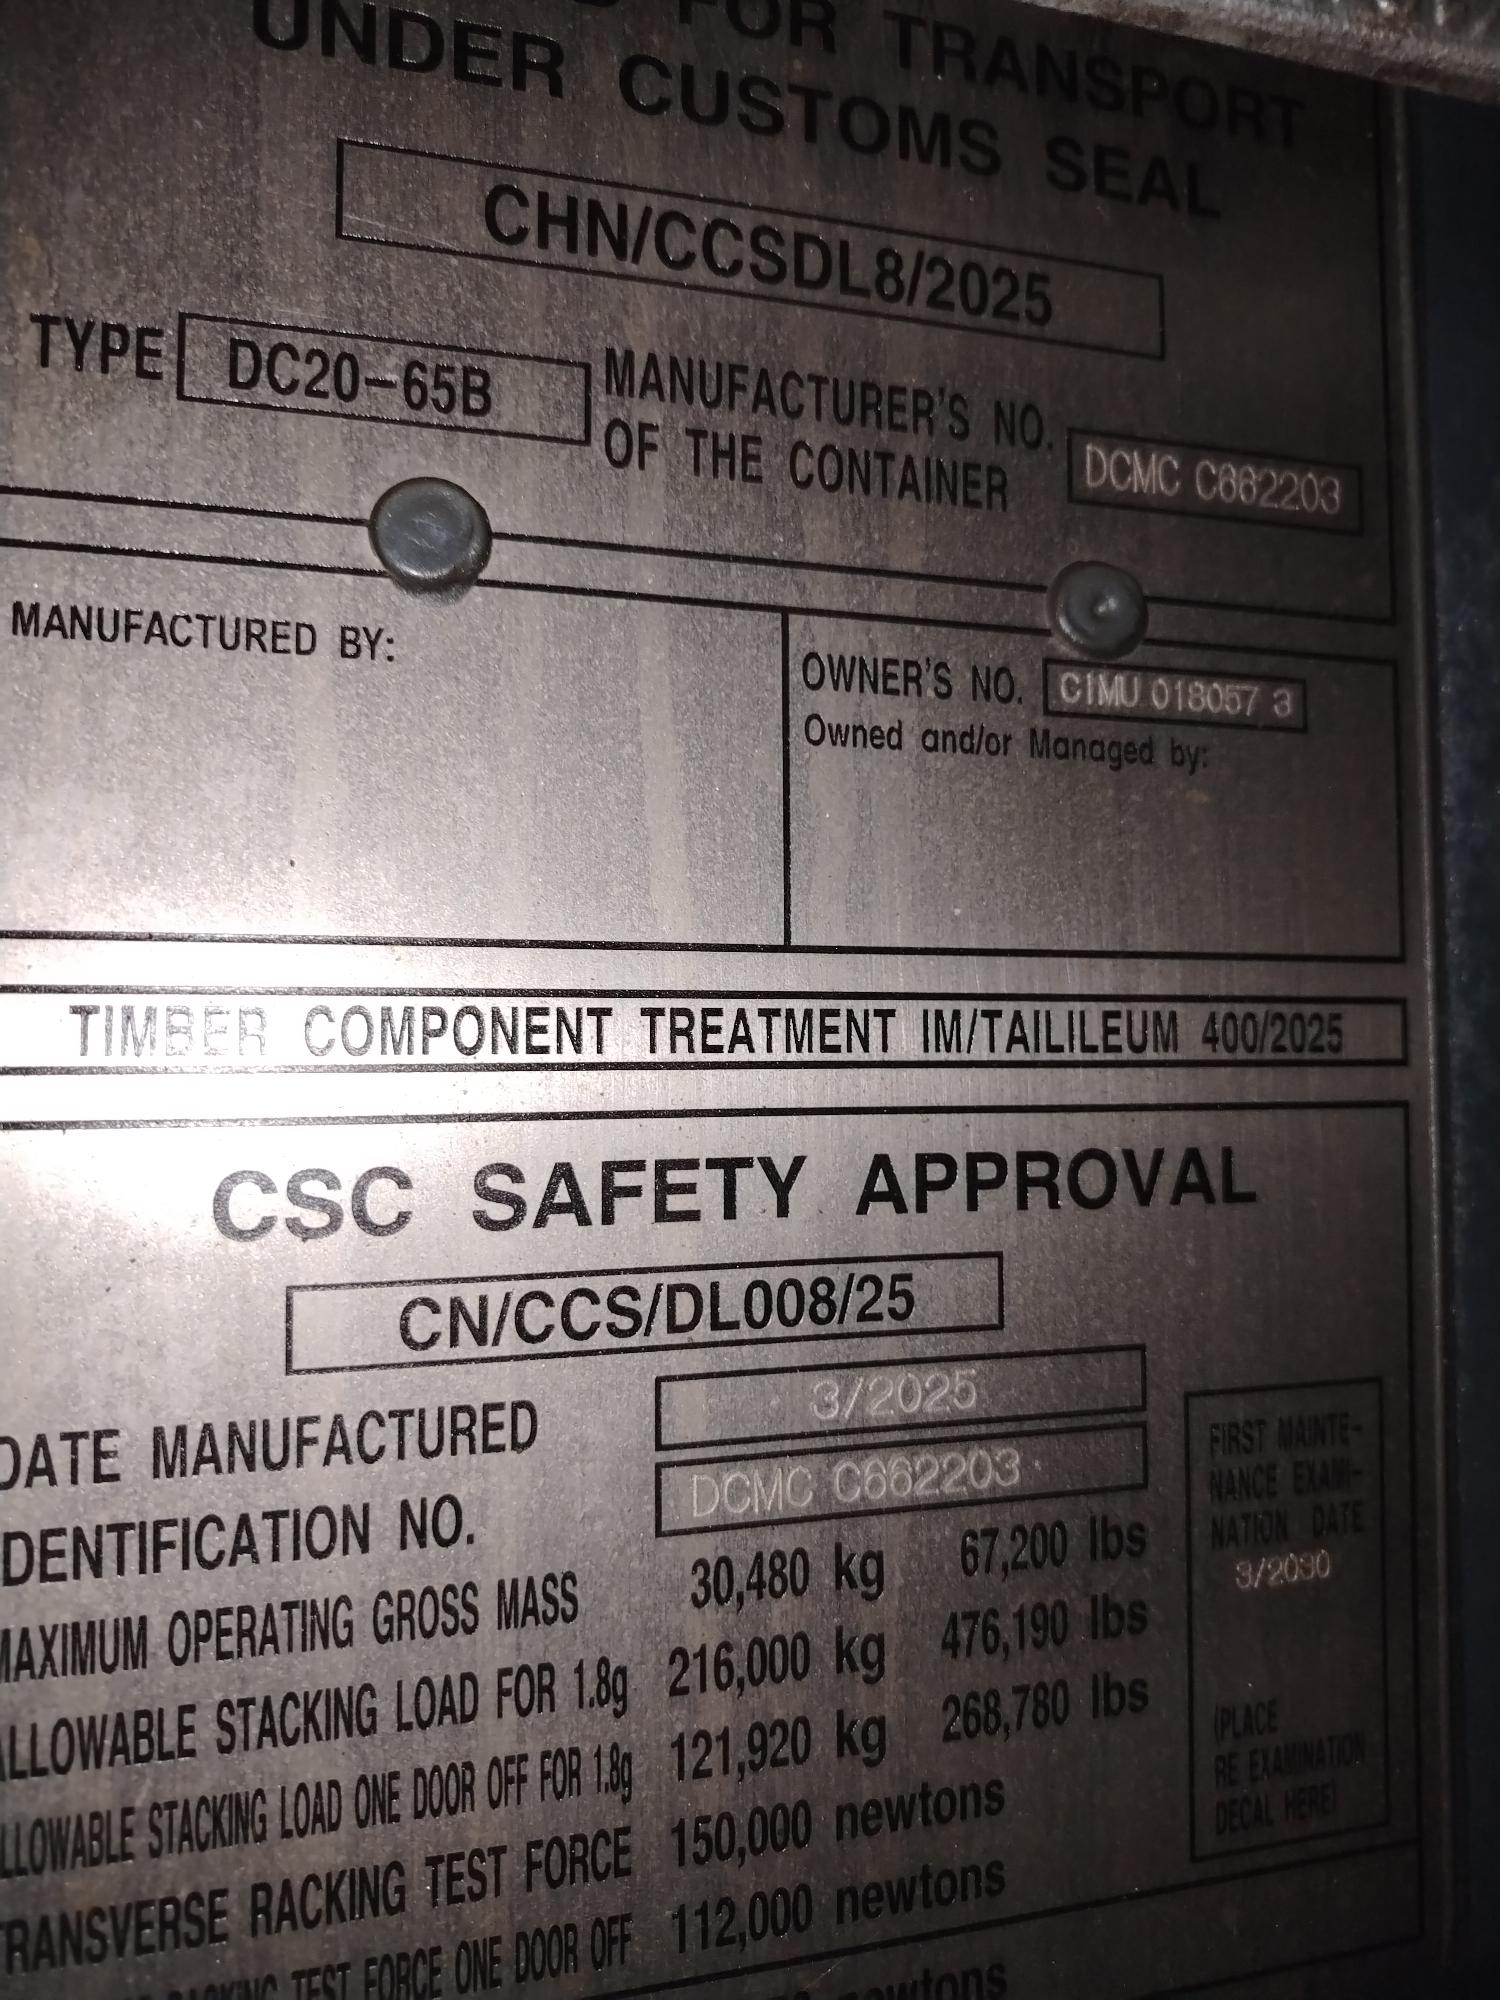 FOR TRANSPORT
UNDER CUSTOMS SEAL
CHN/CCSDL8/2025
TYPE DC20-65B MANUFACTURER'S NO.
OF THE CONTAINER DCMC C662203
MANUFACTURED BY:
OWNER'S NO. CIMU 018057 3
Owned and/or Managed by:
TIMBER COMPONENT TREATMENT IM/TAILILEUM 400/2025
CSC SAFETY APPROVAL
CN/CCS/DL008/25
DATE MANUFACTURED 3/2025
IDENTIFICATION NO. DCMC C662203
MAXIMUM OPERATING GROSS MASS 30,480 kg 67,200 lbs
ALLOWABLE STACKING LOAD FOR 1.8g 216,000 kg 476,190 lbs
ALLOWABLE STACKING LOAD ONE DOOR OFF FOR 1.8g 121,920 kg 268,780 lbs
TRANSVERSE RACKING TEST FORCE 150,000 newtons
RACKING TEST FORCE ONE DOOR OFF 112,000 newtons
newtons
FIRST MAINTE-
NANCE EXAMI-
NATION DATE
3/2030
(PLACE
RE EXAMINATION
DECAL HERE)